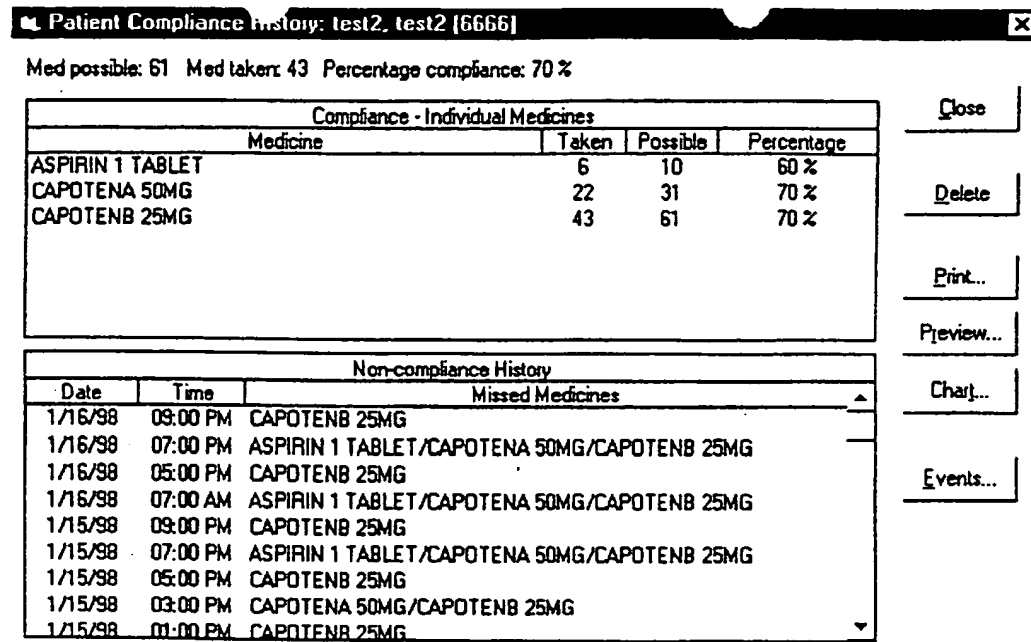 Patient Compliance History: test2, test2 [6666]
Med possible: 61 Med taken: 43 Percentage compliance: 70 %
Compliance - Individual Medicines
Medicine Taken Possible Percentage
ASPIRIN 1 TABLET 6 10 60 %
CAPOTENA 50MG 22 31 70 %
CAPOTENB 25MG 43 61 70 %
Close
Delete
Print...
Preview...
Chart...
Events...
Non-compliance History
Date Time Missed Medicines
1/16/98 09:00 PM CAPOTENB 25MG
1/16/98 07:00 PM ASPIRIN 1 TABLET/CAPOTENA 50MG/CAPOTENB 25MG
1/16/98 05:00 PM CAPOTENB 25MG
1/16/98 07:00 AM ASPIRIN 1 TABLET/CAPOTENA 50MG/CAPOTENB 25MG
1/15/98 09:00 PM CAPOTENB 25MG
1/15/98 07:00 PM ASPIRIN 1 TABLET/CAPOTENA 50MG/CAPOTENB 25MG
1/15/98 05:00 PM CAPOTENB 25MG
1/15/98 03:00 PM CAPOTENA 50MG/CAPOTENB 25MG
1/15/98 01:00 PM CAPOTENB 25MG